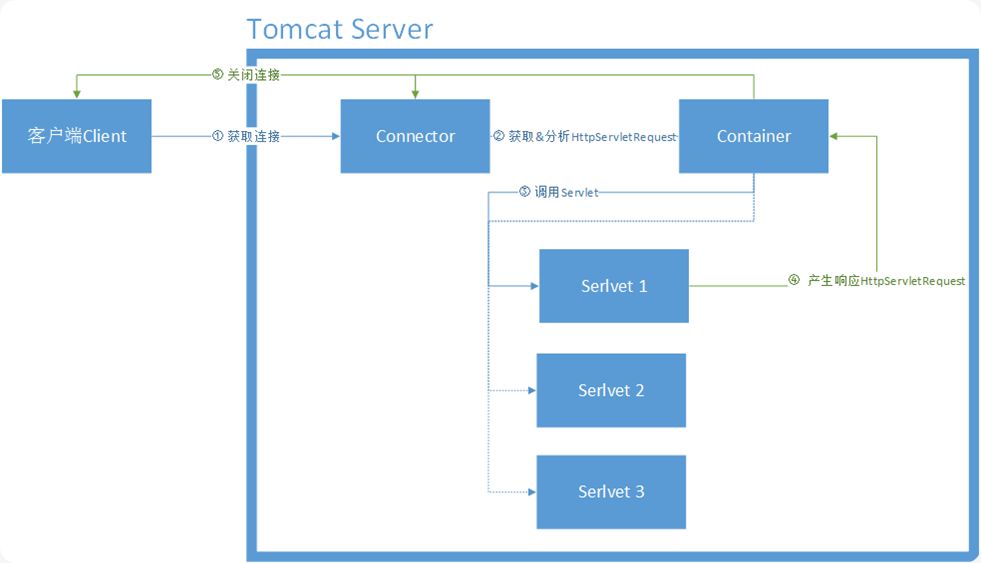 Tomcat Server
⑤ 关闭连接
客户端Client
① 获取连接
Connector
② 获取&分析HttpServletRequest
Container
③ 调用Servlet
Serlvet 1
④ 产生响应HttpServletRequest
Serlvet 2
Serlvet 3